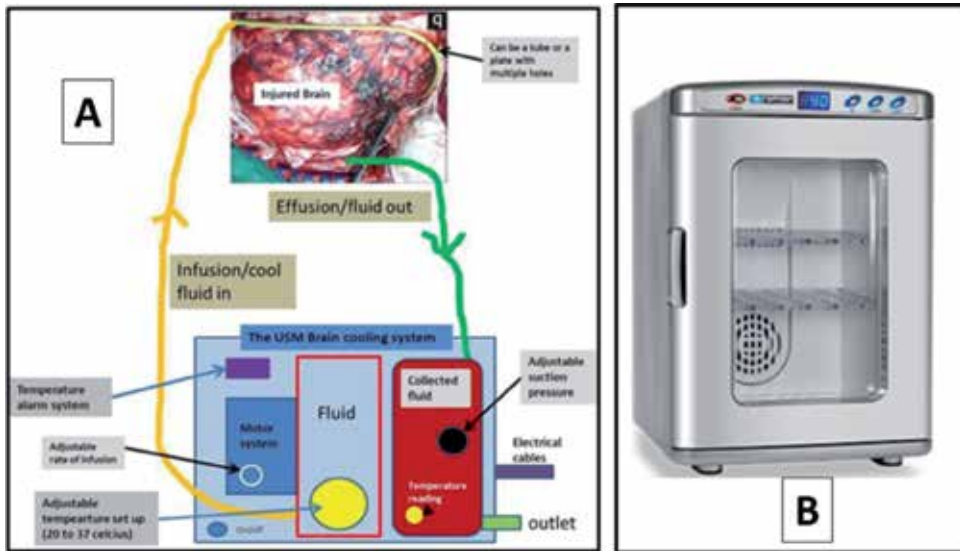 A
q
Can be a tube or a
plate with
multiple holes
Injured Brain
Effusion/fluid out
Infusion/cool
fluid in
The USM Brain cooling system
Temperature
alarm system
Motor
system
Fluid
Collected
fluid
Adjustable
suction
pressure
Adjustable
rate of infusion
Electrical
cables
Temperature
reading
Adjustable
tempearture set up
(20 to 37 celcius)
On/off
outlet
B